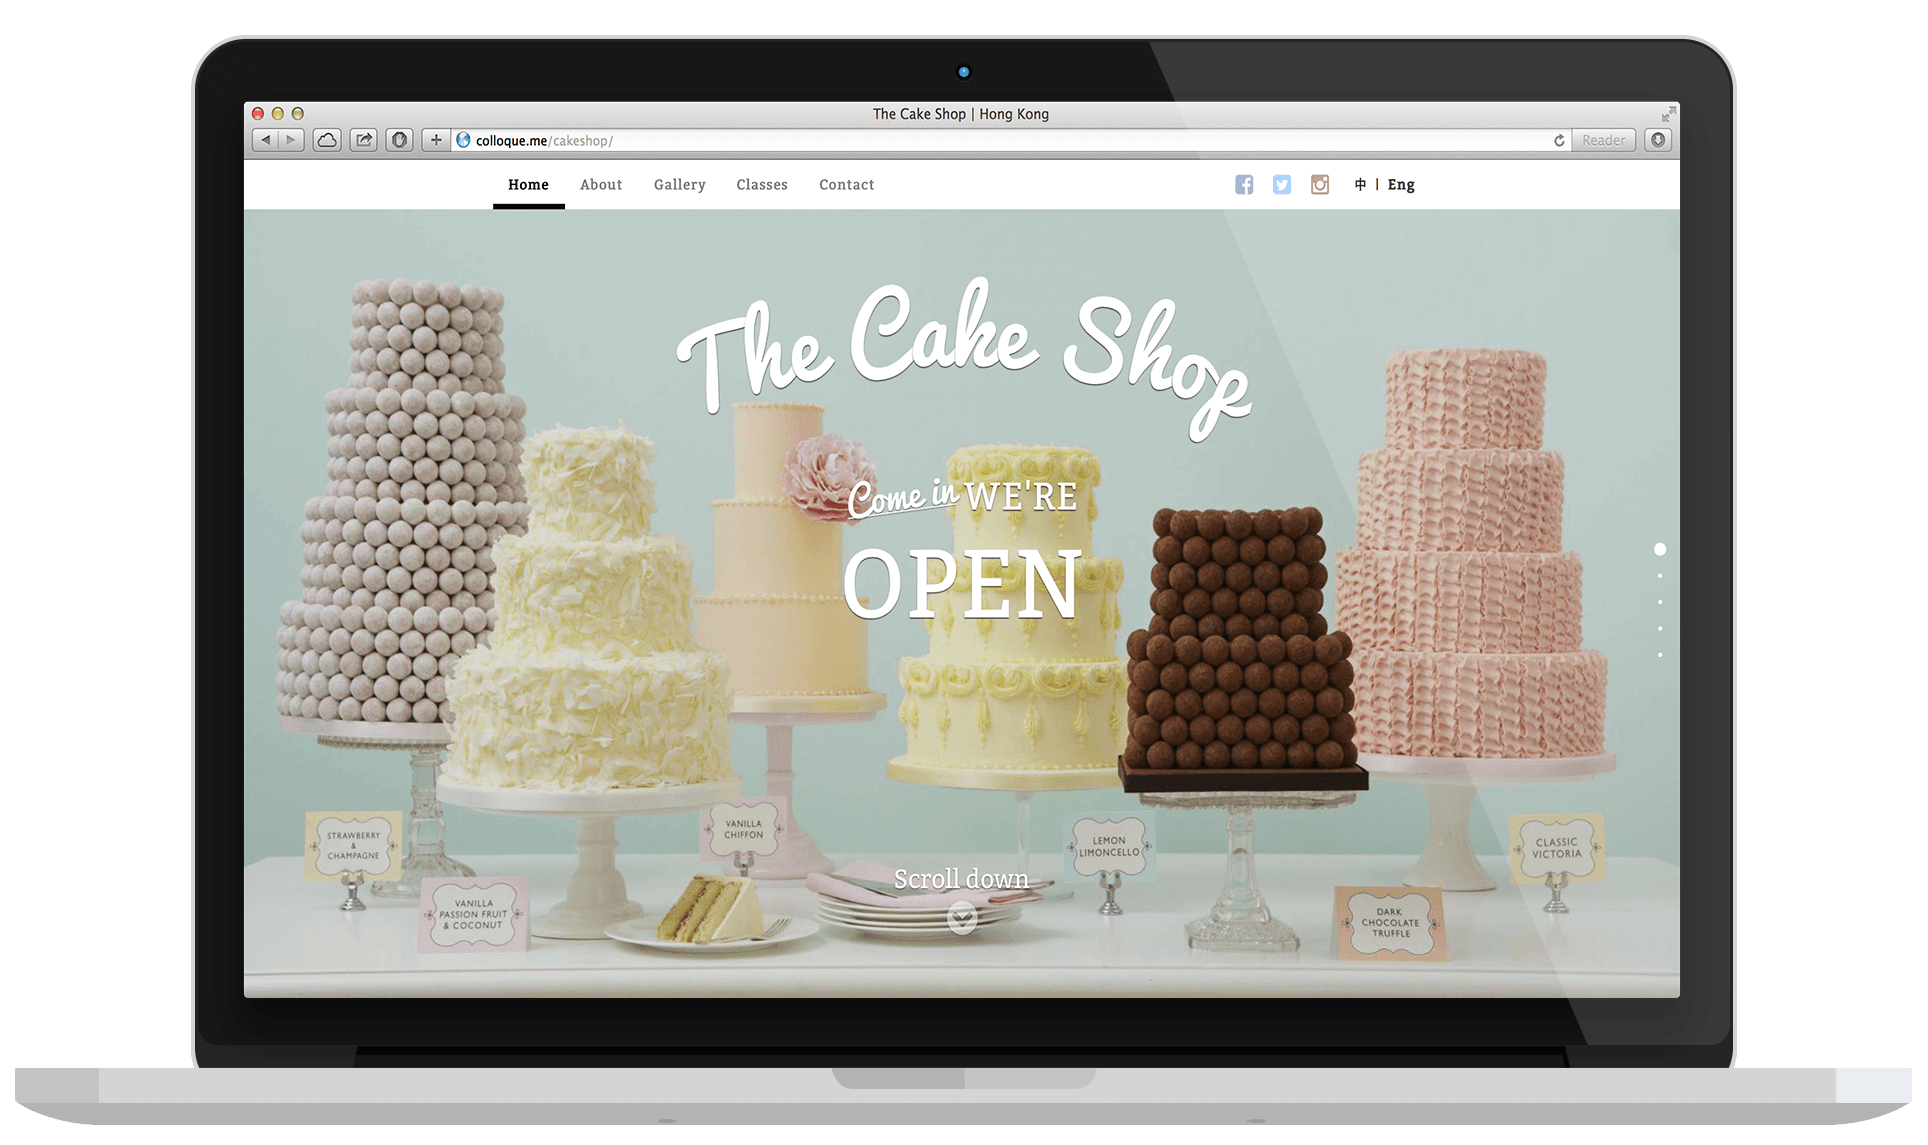 The Cake Shop | Hong Kong
colloque.me/cakeshop/
Reader
Home About Gallery Classes Contact
中 | Eng
The Cake Shop
Come in WE'RE
OPEN
STRAWBERRY
&
CHAMPAGNE
VANILLA
PASSION FRUIT
& COCONUT
VANILLA
CHIFFON
LEMON
LIMONCELLO
DARK
CHOCOLATE
TRUFFLE
CLASSIC
VICTORIA
Scroll down